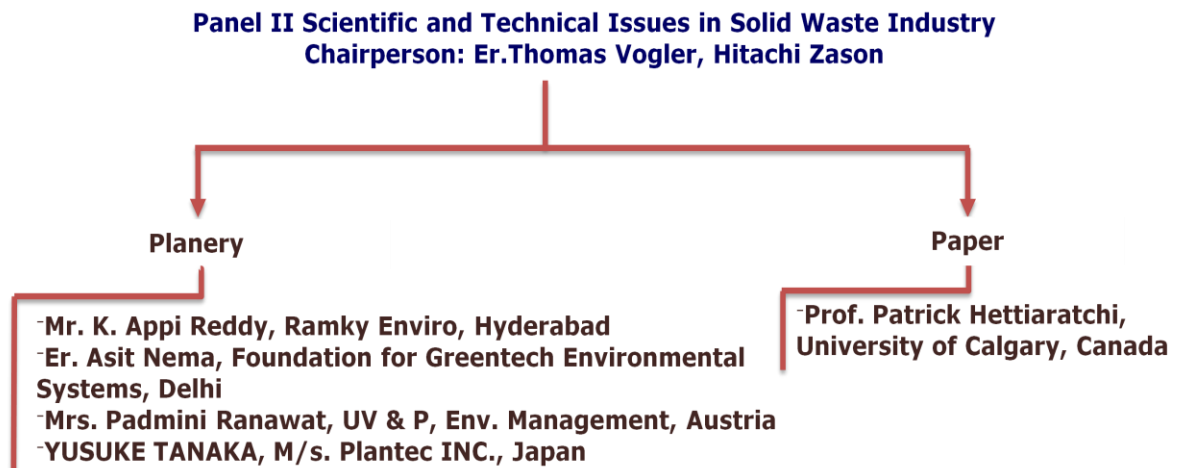 Panel II Scientific and Technical Issues in Solid Waste Industry
Chairperson: Er.Thomas Vogler, Hitachi Zason
Planery
-Mr. K. Appi Reddy, Ramky Enviro, Hyderabad
-Er. Asit Nema, Foundation for Greentech Environmental
Systems, Delhi
-Mrs. Padmini Ranawat, UV & P, Env. Management, Austria
-YUSUKE TANAKA, M/s. Plantec INC., Japan
Paper
-Prof. Patrick Hettiaratchi,
University of Calgary, Canada